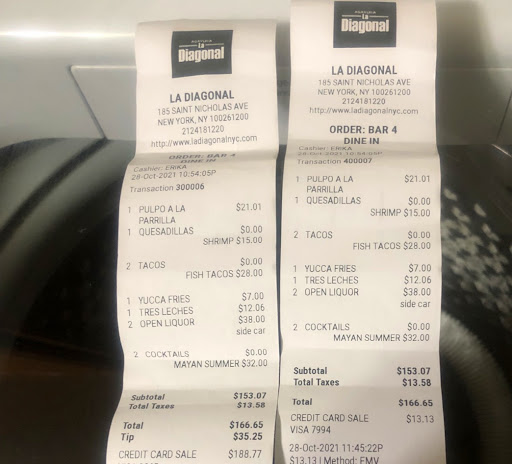 AGSTURIA
La
Diagonal
LA DIAGONAL
185 SAINT NICHOLAS AVE
NEW YORK, NY 100261200
2124181220
http://www.ladiagonalnyc.com
ORDER: BAR 4
DINE IN
Cashier: ERIKA
28-Oct-2021 10:54:05P
Transaction 300006
1 PULPO A LA PARRILLA $21.01
1 QUESADILLAS $0.00
SHRIMP $15.00
2 TACOS $0.00
FISH TACOS $28.00
1 YUCCA FRIES $7.00
1 TRES LECHES $12.06
2 OPEN LIQUOR $38.00
side car
2 COCKTAILS $0.00
MAYAN SUMMER $32.00
Subtotal $153.07
Total Taxes $13.58
Total $166.65
Tip $35.25
CREDIT CARD SALE $188.77
La
Diagonal
LA DIAGONAL
185 SAINT NICHOLAS AVE
NEW YORK, NY 100261200
2124181220
http://www.ladiagonalnyc.com
ORDER: BAR 4
DINE IN
Cashier: ERIKA
28-Oct-2021 10:54:05P
Transaction 400007
1 PULPO A LA PARRILLA $21.01
1 QUESADILLAS $0.00
SHRIMP $15.00
2 TACOS $0.00
FISH TACOS $28.00
1 YUCCA FRIES $7.00
1 TRES LECHES $12.06
2 OPEN LIQUOR $38.00
side car
2 COCKTAILS $0.00
MAYAN SUMMER $32.00
Subtotal $153.07
Total Taxes $13.58
Total $166.65
CREDIT CARD SALE $13.13
VISA 7994
28-Oct-2021 11:45:22P
$13.13 | Method: EMV